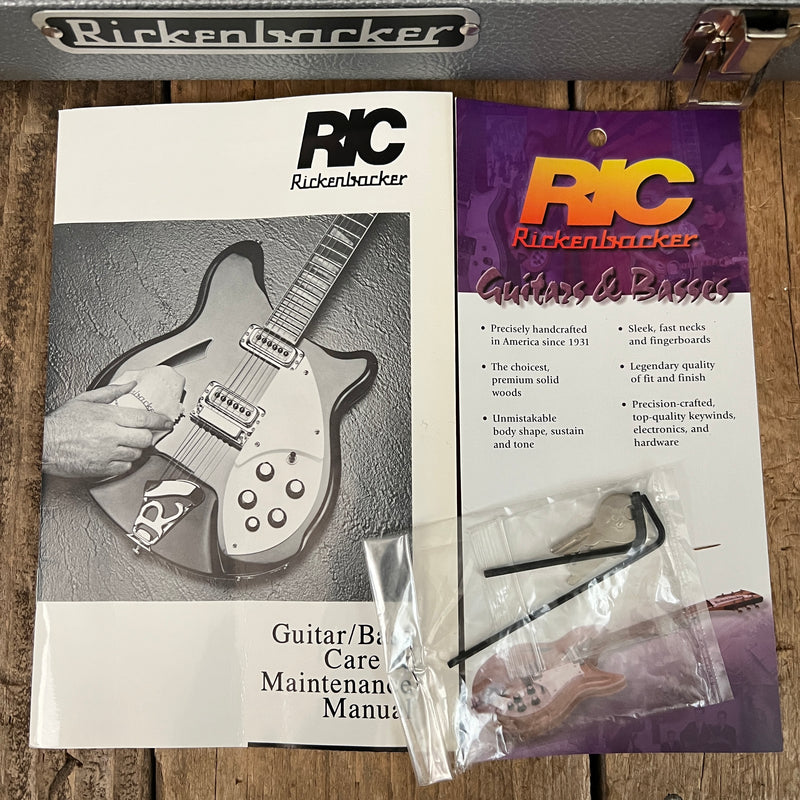 Rickenbacker
RIC
Rickenbacker
Rickenbacker
R
Guitar/Ba
Care
Maintenance
Manual
RIC
Rickenbacker
Guitars & Basses
• Precisely handcrafted
in America since 1931
• The choicest,
premium solid
woods
• Unmistakable
body shape, sustain
and tone
• Sleek, fast necks
and fingerboards
• Legendary quality
of fit and finish
• Precision-crafted,
top-quality keywinds,
electronics, and
hardware